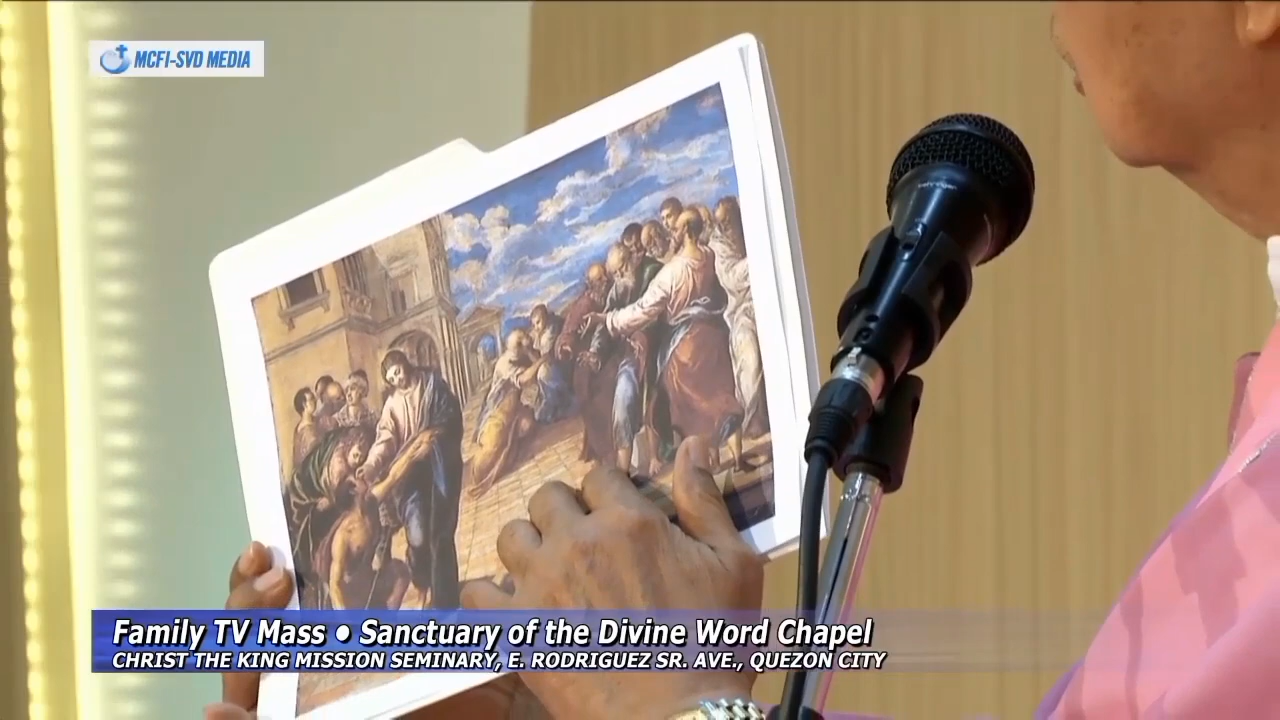 MCFI-SVD MEDIA
behringer
Family TV Mass • Sanctuary of the Divine Word Chapel
CHRIST THE KING MISSION SEMINARY, E. RODRIGUEZ SR. AVE., QUEZON CITY